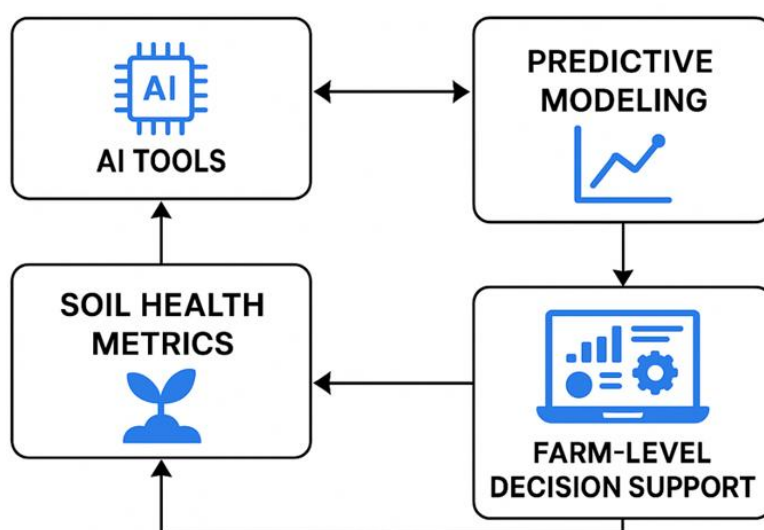 AI
AI TOOLS
PREDICTIVE
MODELING
SOIL HEALTH
METRICS
FARM-LEVEL
DECISION SUPPORT